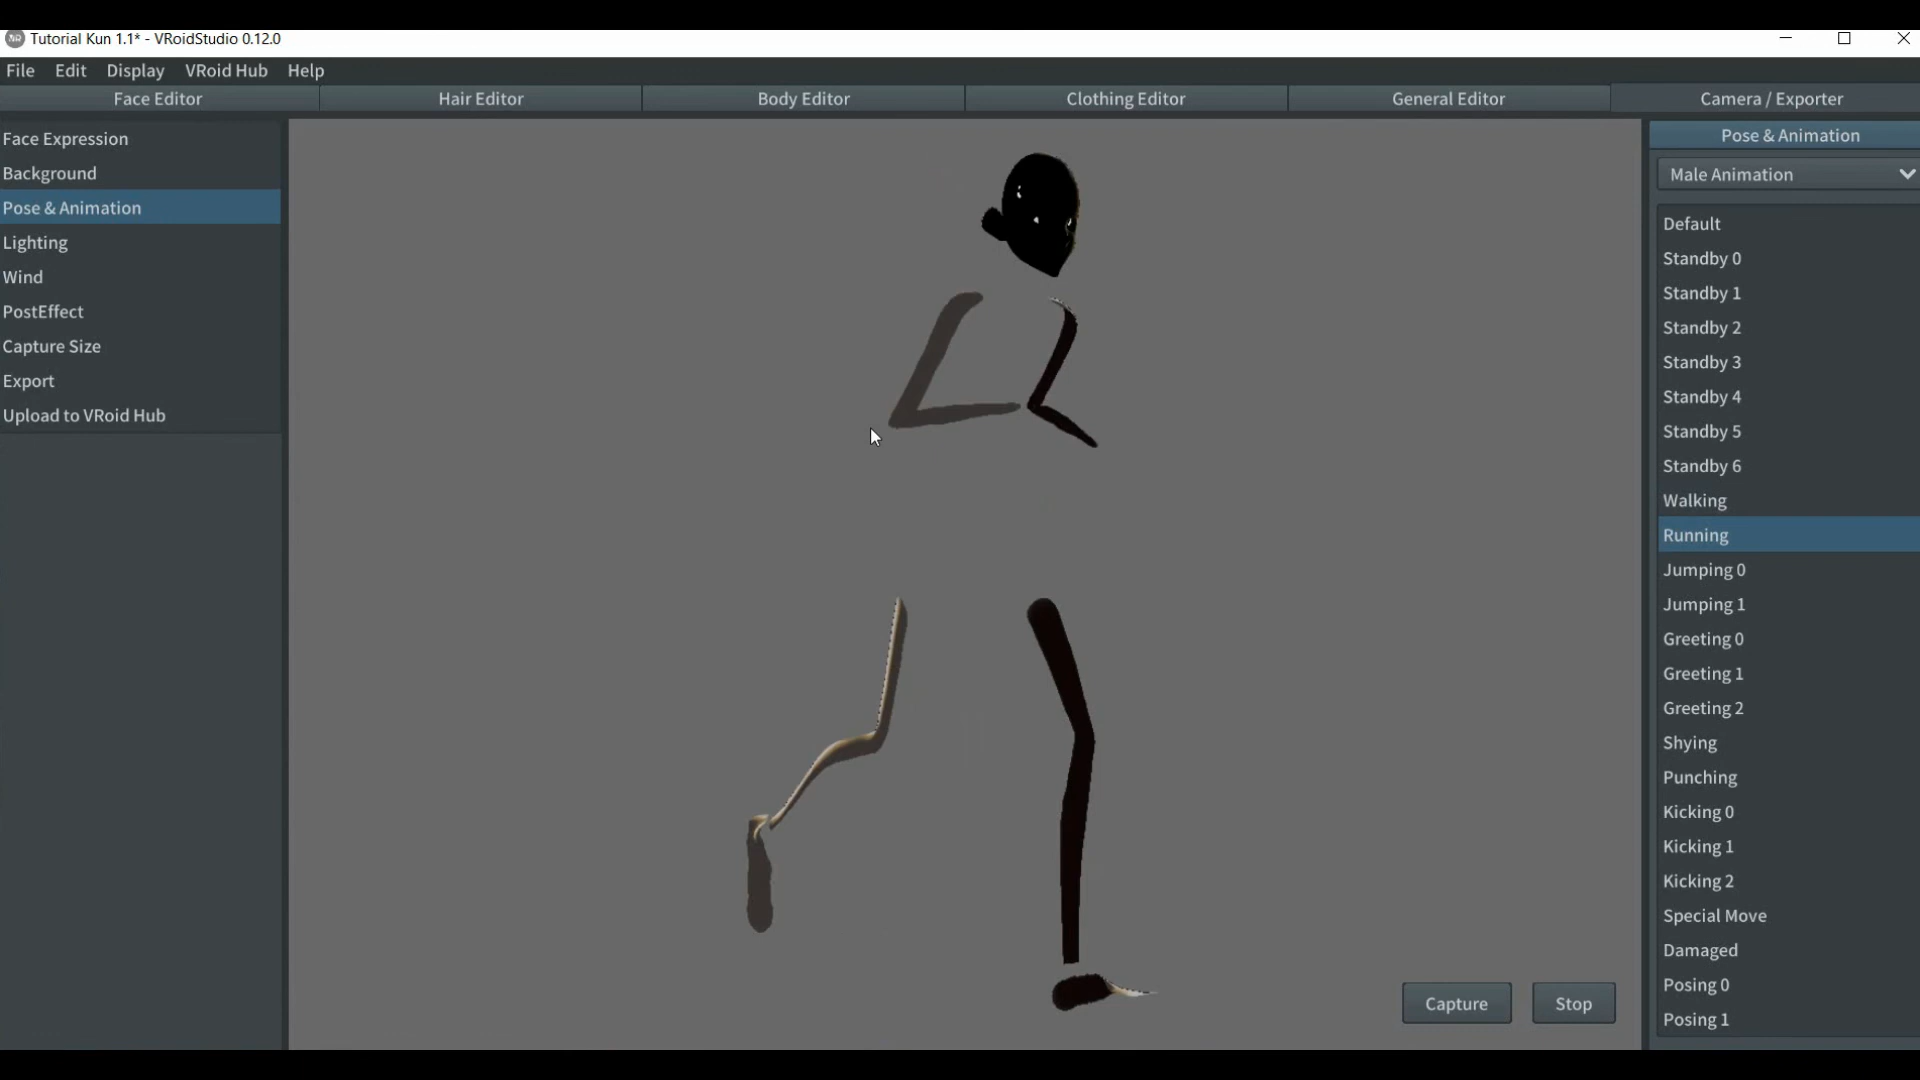 Tutorial Kun 1.1* - VRoidStudio 0.12.0
File Edit Display VRoid Hub Help
Face Editor Hair Editor Body Editor Clothing Editor General Editor Camera / Exporter
Face Expression
Background
Pose & Animation
Lighting
Wind
PostEffect
Capture Size
Export
Upload to VRoid Hub
Capture Stop
Pose & Animation
Male Animation
Default
Standby 0
Standby 1
Standby 2
Standby 3
Standby 4
Standby 5
Standby 6
Walking
Running
Jumping 0
Jumping 1
Greeting 0
Greeting 1
Greeting 2
Shying
Punching
Kicking 0
Kicking 1
Kicking 2
Special Move
Damaged
Posing 0
Posing 1